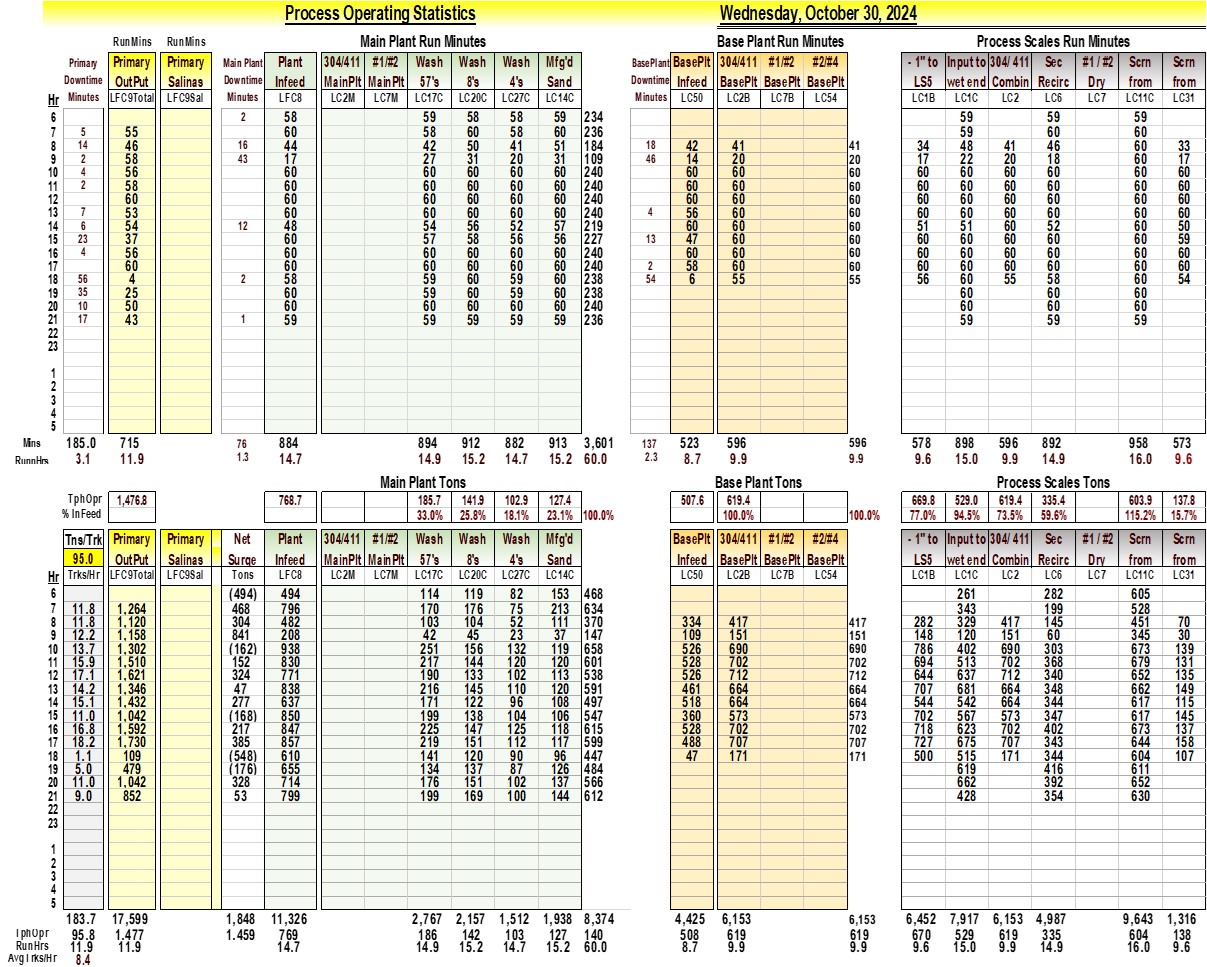 Process Operating Statistics Wednesday, October 30, 2024
RunMins RunMins Main Plant Run Minutes Base Plant Run Minutes Process Scales Run Minutes
Primary Primary Primary Main Plant Plant 304/411 #1/#2 Wash Wash Wash Mfg'd BasePlant BasePlt 304/411 #1/#2 #2/#4 - 1" to Input to 304/ 411 Sec #1 / #2 Scrn Scrn
Downtime OutPut Salinas Downtime Infeed MainPlt MainPlt 57's 8's 4's Sand Downtime Infeed BasePlt BasePlt BasePlt LS5 wet end Combin Recirc Dry from from
Hr Minutes LFC9Total LFC9Sal Minutes LFC8 LC2M LC7M LC17C LC20C LC27C LC14C Minutes LC50 LC2B LC7B LC54 LC1B LC1C LC2 LC6 LC7 LC11C LC31
6 2 58 59 58 58 59 234 59 59 59
7 5 55 60 58 60 58 60 236 59 60 60
8 14 46 16 44 42 50 41 51 184 18 42 41 41 34 48 41 46 60 33
9 2 58 43 17 27 31 20 31 109 46 14 20 20 17 22 20 18 60 17
10 4 56 60 60 60 60 60 240 60 60 60 60 60 60 60 60 60
11 2 58 60 60 60 60 60 240 60 60 60 60 60 60 60 60 60
12 60 60 60 60 60 60 240 60 60 60 60 60 60 60 60 60
13 7 53 60 60 60 60 60 240 4 56 60 60 60 60 60 60 60 60
14 6 54 12 48 54 56 52 57 219 60 60 60 51 51 60 52 60 60
15 23 37 60 57 58 56 56 227 13 47 60 60 60 60 60 60 60 59
16 4 56 60 60 60 60 60 240 60 60 60 60 60 60 60 60 60
17 60 60 60 60 60 60 240 2 58 60 60 60 60 60 60 60 60
18 56 4 2 58 59 60 59 60 238 54 6 55 55 56 60 55 58 60 54
19 35 25 60 59 60 59 60 238 60 60 60
20 10 50 60 60 60 60 60 240 60 60 60
21 17 43 1 59 59 59 59 59 236 59 59 59
22
23
1
2
3
4
5
Mins 185.0 715 76 884 894 912 882 913 3,601 137 523 596 596 578 898 596 892 958 573
RunnHrs 3.1 11.9 1.3 14.7 14.9 15.2 14.7 15.2 60.0 2.3 8.7 9.9 9.9 9.6 15.0 9.9 14.9 16.0 9.6
Main Plant Tons Base Plant Tons Process Scales Tons
TphOpr 1,476.8 768.7 185.7 141.9 102.9 127.4 507.6 619.4 669.8 529.0 619.4 335.4 603.9 137.8
% InFeed 33.0% 25.8% 18.1% 23.1% 100.0% 100.0% 100.0% 77.0% 94.5% 73.5% 59.6% 115.2% 15.7%
Tns/Trk Primary Primary Net Plant 304/411 #1/#2 Wash Wash Wash Mfg'd BasePlt 304/411 #1/#2 #2/#4 - 1" to Input to 304/ 411 Sec #1 / #2 Scrn Scrn
95.0 OutPut Salinas Surge Infeed MainPlt MainPlt 57's 8's 4's Sand Infeed BasePlt BasePlt BasePlt LS5 wet end Combin Recirc Dry from from
Hr Trks/Hr LFC9Total LFC9Sal Tons LFC8 LC2M LC7M LC17C LC20C LC27C LC14C LC50 LC2B LC7B LC54 LC1B LC1C LC2 LC6 LC7 LC11C LC31
6 (494) 494 114 119 82 153 468 261 282 605
7 11.8 1,264 468 796 170 176 75 213 634 343 199 528
8 11.8 1,120 304 482 103 104 52 111 370 334 417 417 282 329 417 145 451 70
9 12.2 1,158 841 208 42 45 23 37 147 109 151 151 148 120 151 60 345 30
10 13.7 1,302 (162) 938 251 156 132 119 658 526 690 690 786 402 690 303 673 139
11 15.9 1,510 152 830 217 144 120 120 601 528 702 702 694 513 702 368 679 131
12 17.1 1,621 324 771 190 133 102 113 538 526 712 712 644 637 712 340 652 135
13 14.2 1,346 47 838 216 145 110 120 591 461 664 664 707 681 664 348 662 149
14 15.1 1,432 277 637 171 122 96 108 497 518 664 664 544 542 664 344 617 115
15 11.0 1,042 (168) 850 199 138 104 106 547 360 573 573 702 567 573 347 617 145
16 16.8 1,592 217 847 225 147 125 118 615 528 702 702 718 623 702 402 673 137
17 18.2 1,730 385 857 219 151 112 117 599 488 707 707 727 675 707 343 644 158
18 1.1 109 (548) 610 141 120 90 96 447 47 171 171 500 515 171 344 604 107
19 5.0 479 (176) 655 134 137 87 126 484 619 416 611
20 11.0 1,042 328 714 176 151 102 137 566 662 392 652
21 9.0 852 53 799 199 169 100 144 612 428 354 630
22
23
1
2
3
4
5
183.7 17,599 1,848 11,326 2,767 2,157 1,512 1,938 8,374 4,425 6,153 6,153 6,452 7,917 6,153 4,987 9,643 1,316
TphOpr 95.8 1,477 1,459 769 186 142 103 127 140 508 619 619 670 529 619 335 604 138
RunHrs 11.9 11.9 14.7 14.9 15.2 14.7 15.2 60.0 8.7 9.9 9.9 9.6 15.0 9.9 14.9 16.0 9.6
AvgTrks/Hr 8.4